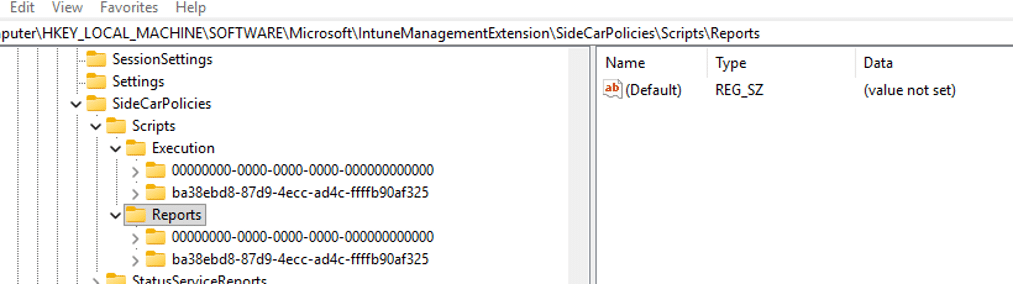 Edit View Favorites Help
mputer\HKEY_LOCAL_MACHINE\SOFTWARE\Microsoft\IntuneManagementExtension\SideCarPolicies\Scripts\Reports
SessionSettings
Settings
SideCarPolicies
Scripts
Execution
00000000-0000-0000-0000-000000000000
ba38ebd8-87d9-4ecc-ad4c-ffffb90af325
Reports
00000000-0000-0000-0000-000000000000
ba38ebd8-87d9-4ecc-ad4c-ffffb90af325
StatusServiceReports
Name Type Data
ab (Default) REG_SZ (value not set)